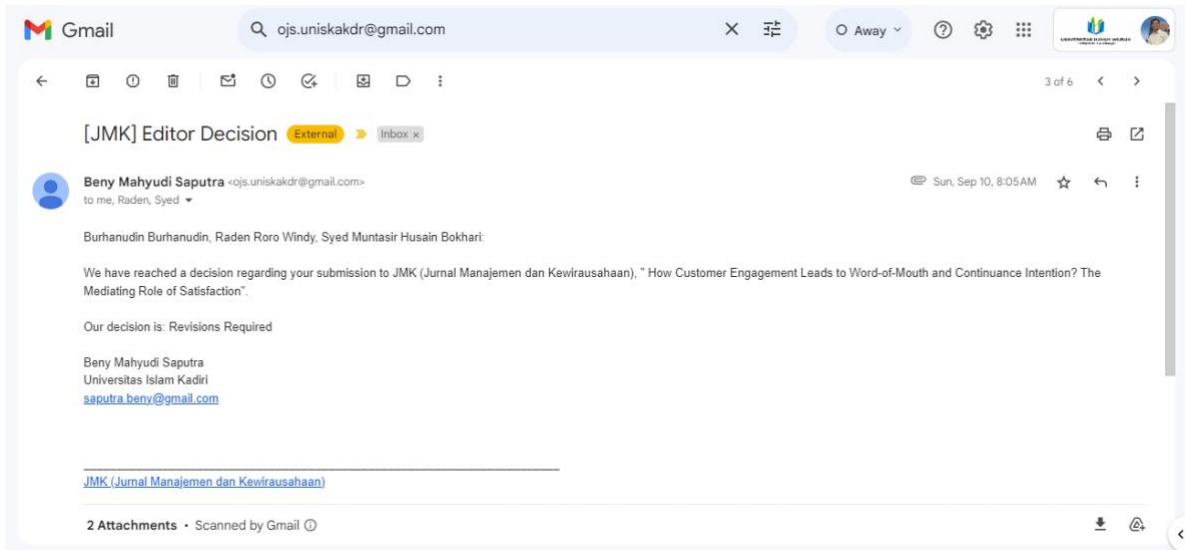 Gmail
ojs.uniskakdr@gmail.com
Away
3 of 6
[JMK] Editor Decision External Inbox x
Beny Mahyudi Saputra <ojs.uniskakdr@gmail.com>
Sun, Sep 10, 8:05 AM
to me, Raden, Syed
Burhanudin Burhanudin, Raden Roro Windy, Syed Muntasir Husain Bokhari:
We have reached a decision regarding your submission to JMK (Jurnal Manajemen dan Kewirausahaan), " How Customer Engagement Leads to Word-of-Mouth and Continuance Intention? The
Mediating Role of Satisfaction".
Our decision is: Revisions Required
Beny Mahyudi Saputra
Universitas Islam Kadiri
saputra.beny@gmail.com
JMK (Jurnal Manajemen dan Kewirausahaan)
2 Attachments • Scanned by Gmail